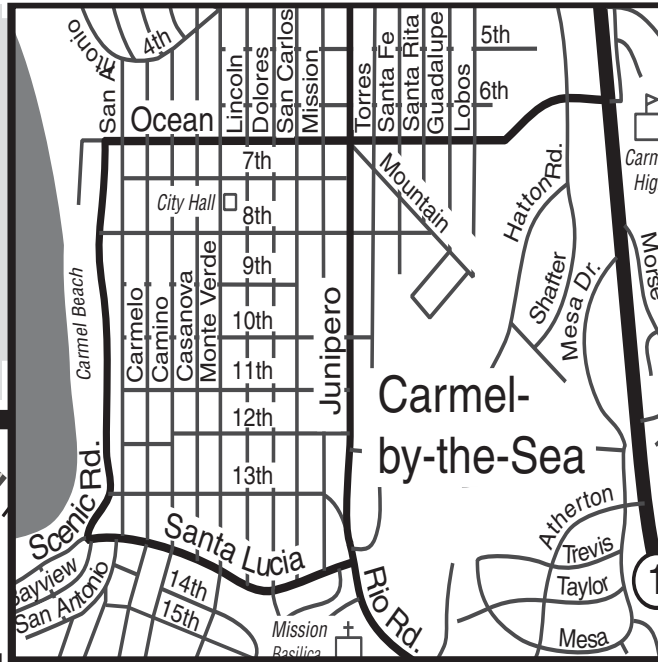 San Antonio
4th
Lincoln
Dolores
San Carlos
Mission
Torres
Santa Fe
Santa Rita
Guadalupe
Lobos
5th
6th
Ocean
7th
Mountain
Hatton Rd.
Carm
Hig
City Hall
8th
Morse
9th
Shafter
Mesa Dr.
Carmel Beach
Carmelo
Camino
Casanova
Monte Verde
10th
Junipero
11th
Carmel-
by-the-Sea
12th
13th
Scenic Rd.
Santa Lucia
Atherton
Trevis
Bayview
San Antonio
14th
15th
Rio Rd.
Taylor
1
Mission
Basilica
Mesa